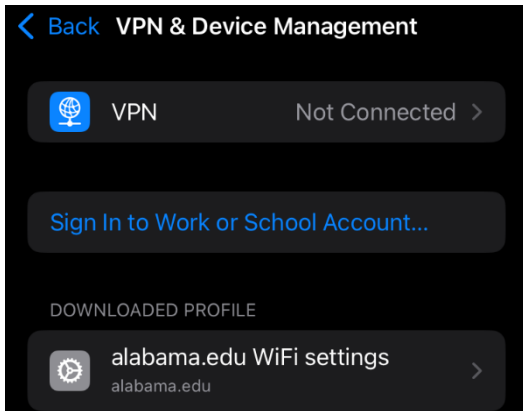 Back VPN & Device Management
VPN Not Connected
Sign In to Work or School Account...
DOWNLOADED PROFILE
alabama.edu WiFi settings
alabama.edu